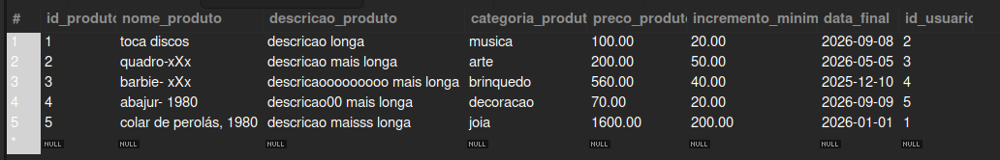 # id_produto nome_produto descricao_produto categoria_produt preco_produto incremento_minim data_final id_usuario
1 1 toca discos descricao longa musica 100.00 20.00 2026-09-08 2
2 2 quadro-xXx descricao mais longa arte 200.00 50.00 2026-05-05 3
3 3 barbie- xXx descricaooooooooo mais longa brinquedo 560.00 40.00 2025-12-10 4
4 4 abajur- 1980 descricao00 mais longa decoracao 70.00 20.00 2026-09-09 5
5 5 colar de perolás, 1980 descricao maisss longa joia 1600.00 200.00 2026-01-01 1
* NULL NULL NULL NULL NULL NULL NULL NULL